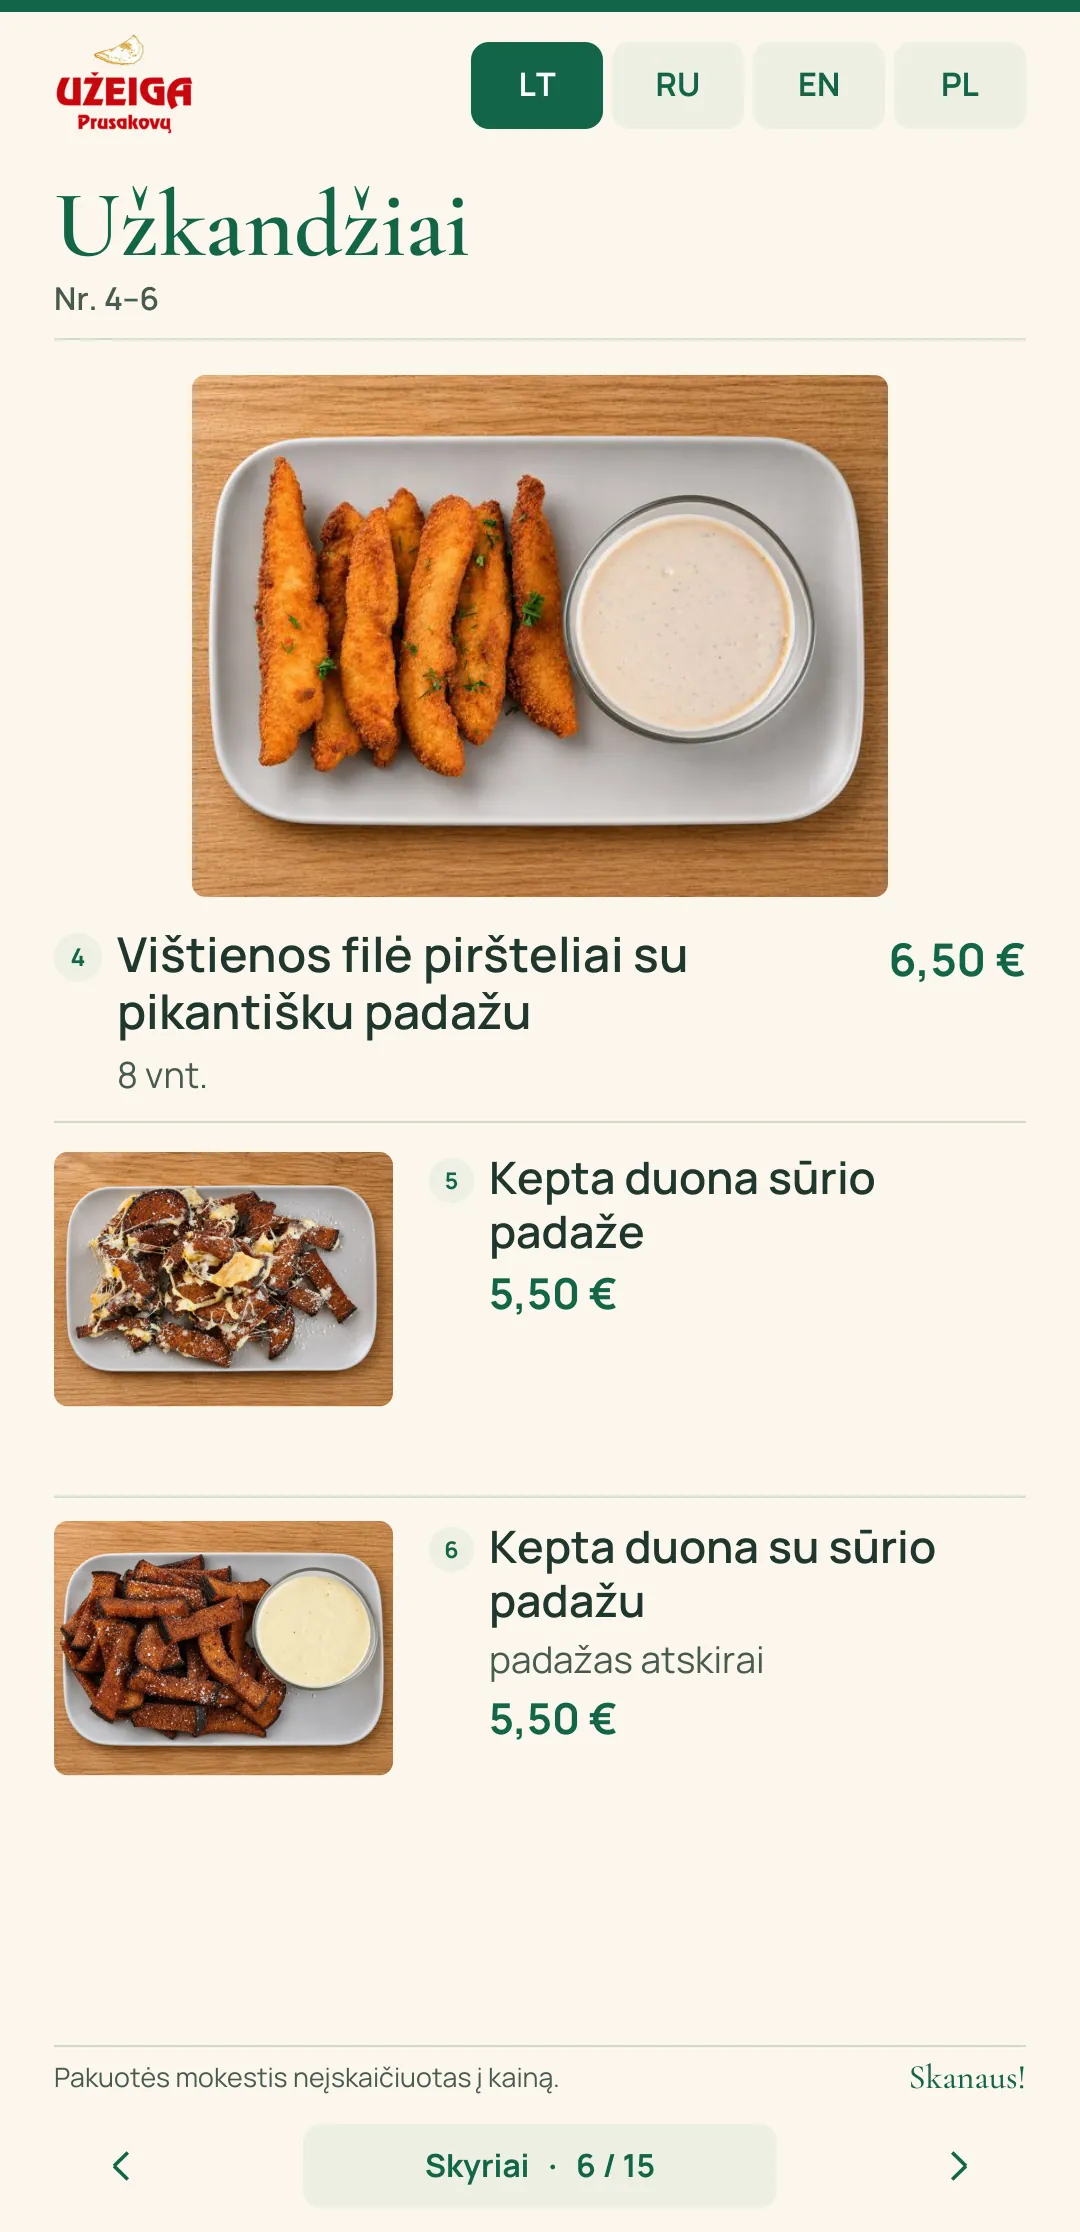 UŽEIGA
Prusakovų
LT
RU
EN
PL
Užkandžiai
Nr. 4–6
4
Vištienos filė piršteliai su
pikantišku padažu
6,50 €
8 vnt.
5
Kepta duona sūrio
padaže
5,50 €
6
Kepta duona su sūrio
padažu
padažas atskirai
5,50 €
Pakuotės mokestis neįskaičiuotas į kainą.
Skanaus!
Skyriai · 6 / 15